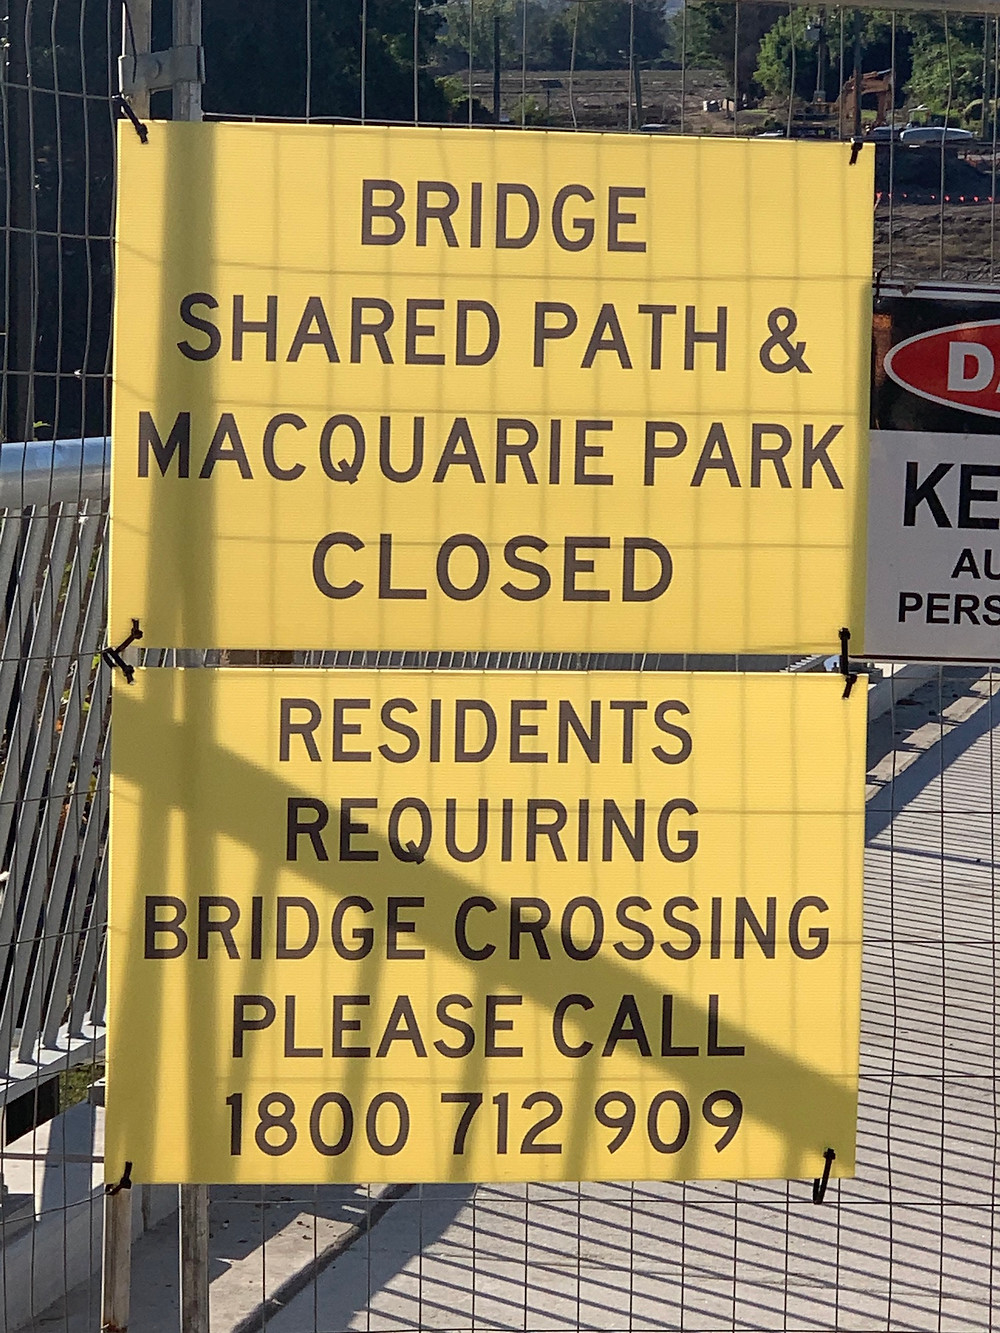 BRIDGE
SHARED PATH &
MACQUARIE PARK
CLOSED
RESIDENTS
REQUIRING
BRIDGE CROSSING
PLEASE CALL
1800 712 909